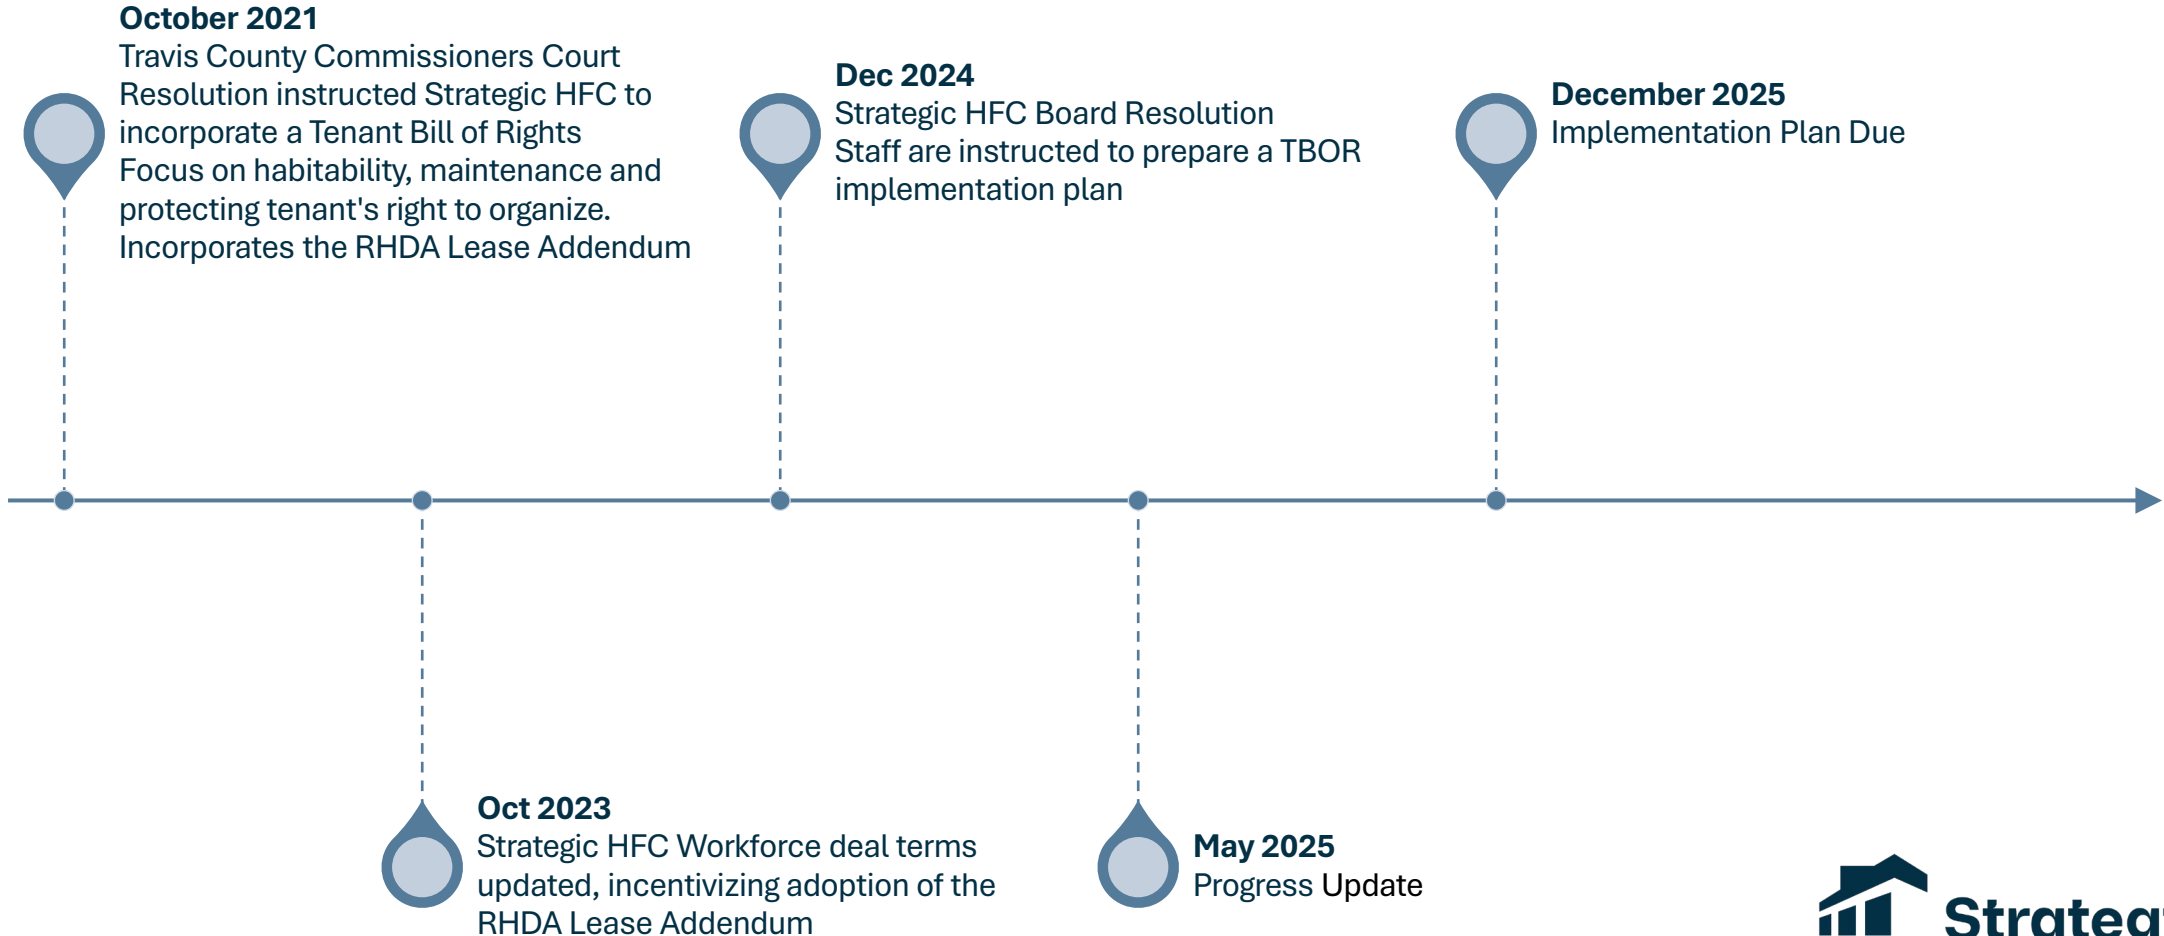 October 2021
Travis County Commissioners Court
Resolution instructed Strategic HFC to
incorporate a Tenant Bill of Rights
Focus on habitability, maintenance and
protecting tenant's right to organize.
Incorporates the RHDA Lease Addendum
Oct 2023
Strategic HFC Workforce deal terms
updated, incentivizing adoption of the
RHDA Lease Addendum
Dec 2024
Strategic HFC Board Resolution
Staff are instructed to prepare a TBOR
implementation plan
May 2025
Progress Update
December 2025
Implementation Plan Due